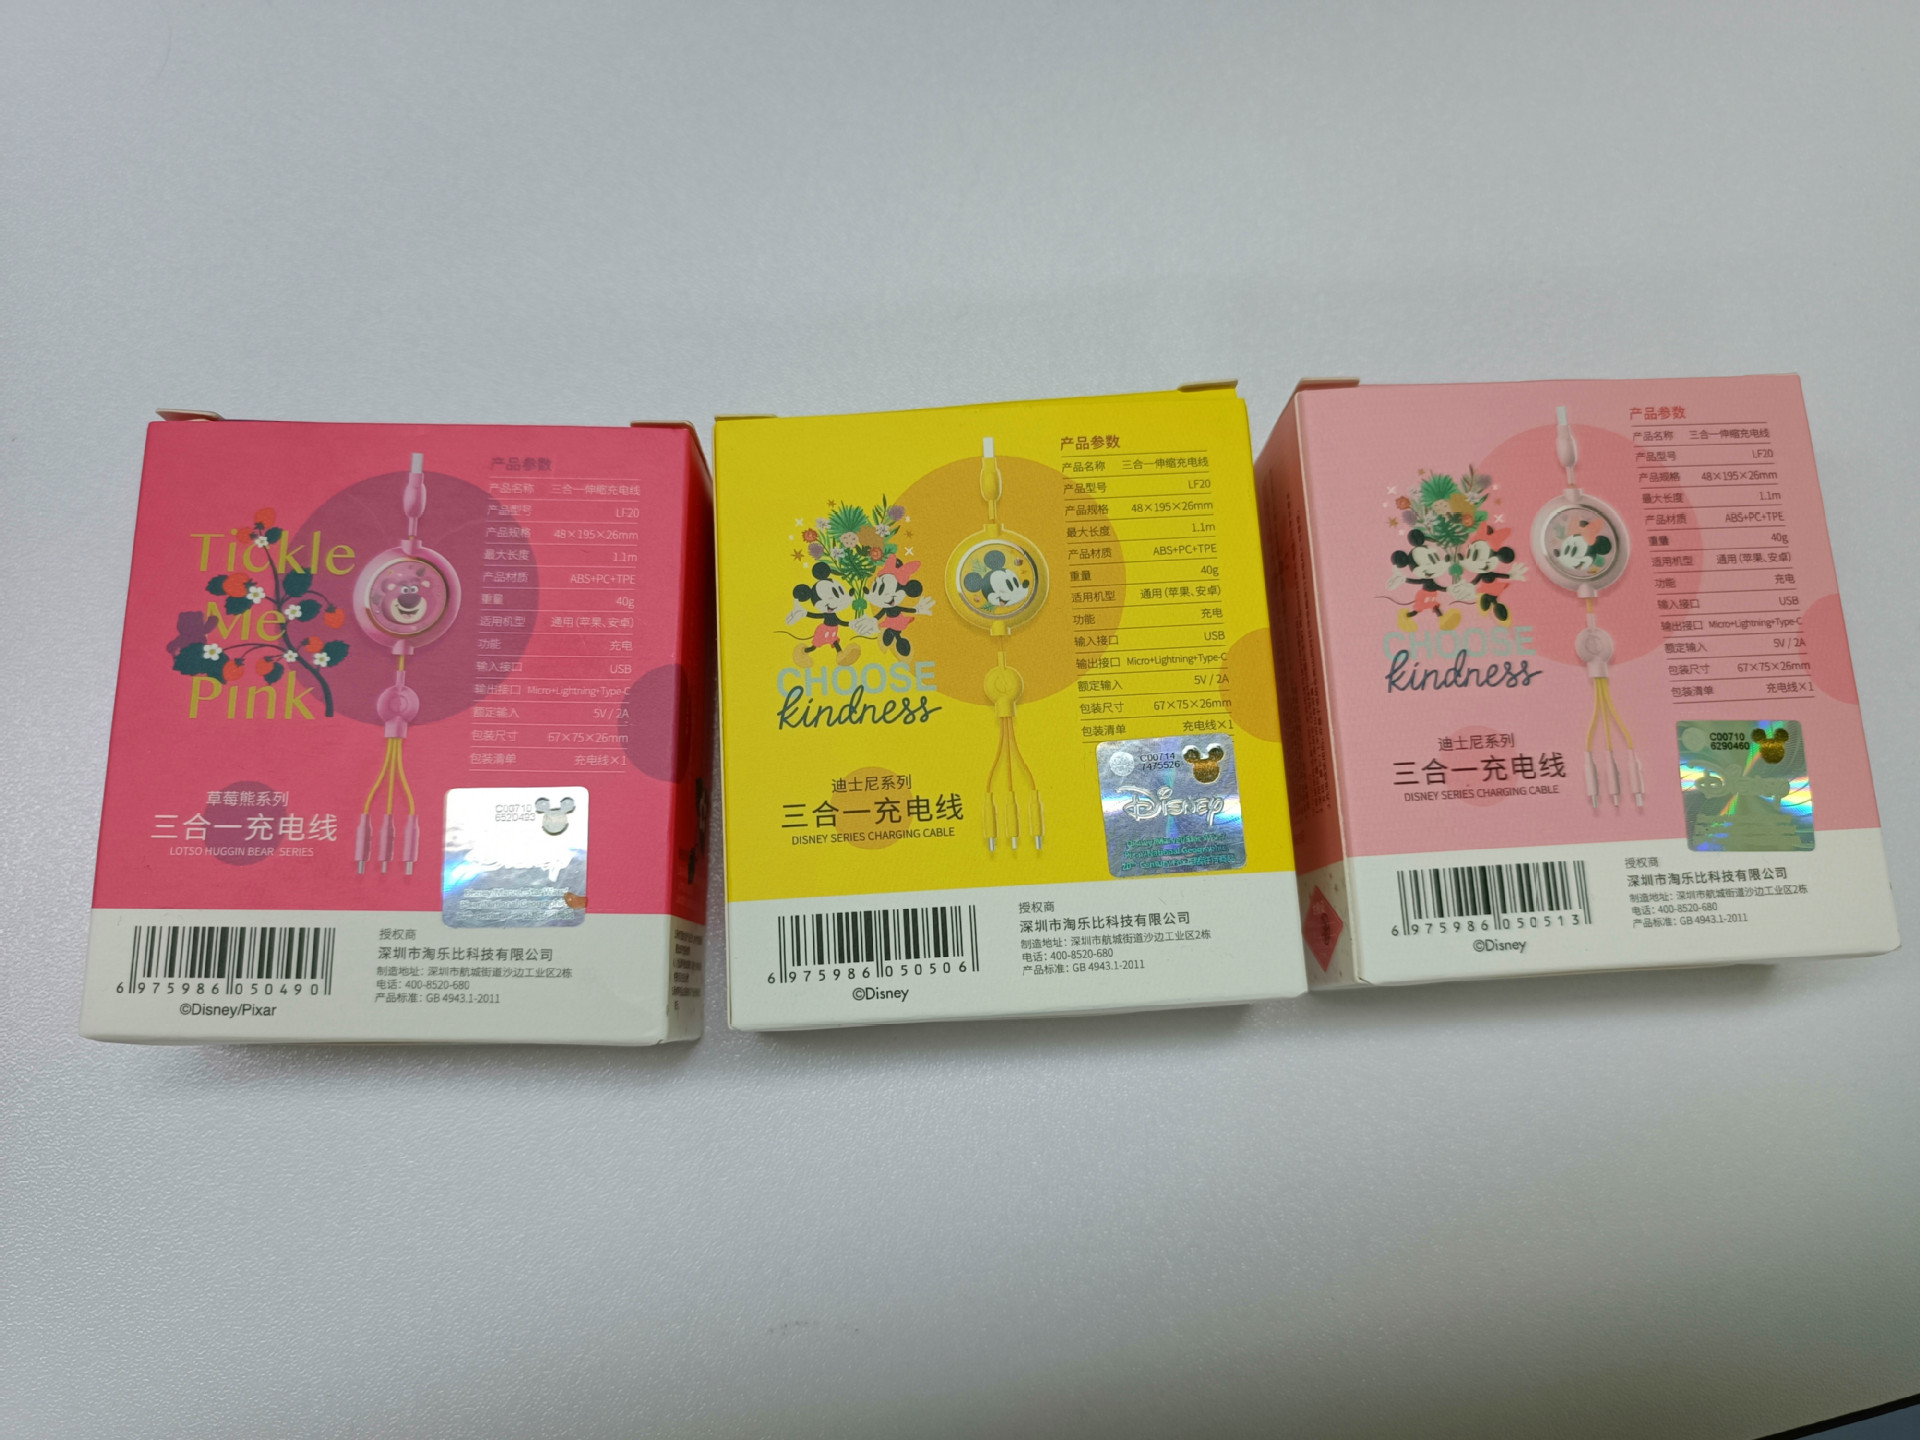 Tickle
Me
Pink
草莓熊系列
三合一充电线
LOTSO HUGGIN BEAR SERIES
产品参数
产品名称 三合一伸缩充电线
产品型号 LF20
产品规格 48×195×26mm
最大长度 1.1m
产品材质 ABS+PC+TPE
重量 40g
适用机型 通用(苹果、安卓)
功能 充电
输入接口 USB
输出接口 Micro+Lightning+Type-C
额定输入 5V / 2A
包装尺寸 67×75×26mm
包装清单 充电线×1
C00710
6520493
Disney
6 975986 050490
©Disney/Pixar
授权商
深圳市淘乐比科技有限公司
制造地址：深圳市航城街道沙边工业区2栋
电话：400-8520-680
产品标准：GB 4943.1-2011
CHOOSE
kindness
迪士尼系列
三合一充电线
DISNEY SERIES CHARGING CABLE
产品参数
产品名称 三合一伸缩充电线
产品型号 LF20
产品规格 48×195×26mm
最大长度 1.1m
产品材质 ABS+PC+TPE
重量 40g
适用机型 通用(苹果、安卓)
功能 充电
输入接口 USB
输出接口 Micro+Lightning+Type-C
额定输入 5V / 2A
包装尺寸 67×75×26mm
包装清单 充电线×1
C00714
7475526
Disney
6 975986 050506
©Disney
授权商
深圳市淘乐比科技有限公司
制造地址：深圳市航城街道沙边工业区2栋
电话：400-8520-680
产品标准：GB 4943.1-2011
CHOOSE
kindness
迪士尼系列
三合一充电线
DISNEY SERIES CHARGING CABLE
产品参数
产品名称 三合一伸缩充电线
产品型号 LF20
产品规格 48×195×26mm
最大长度 1.1m
产品材质 ABS+PC+TPE
重量 40g
适用机型 通用(苹果、安卓)
功能 充电
输入接口 USB
输出接口 Micro+Lightning+Type-C
额定输入 5V / 2A
包装尺寸 67×75×26mm
包装清单 充电线×1
C00710
6290460
6 975986 050513
©Disney
授权商
深圳市淘乐比科技有限公司
制造地址：深圳市航城街道沙边工业区2栋
电话：400-8520-680
产品标准：GB 4943.1-2011